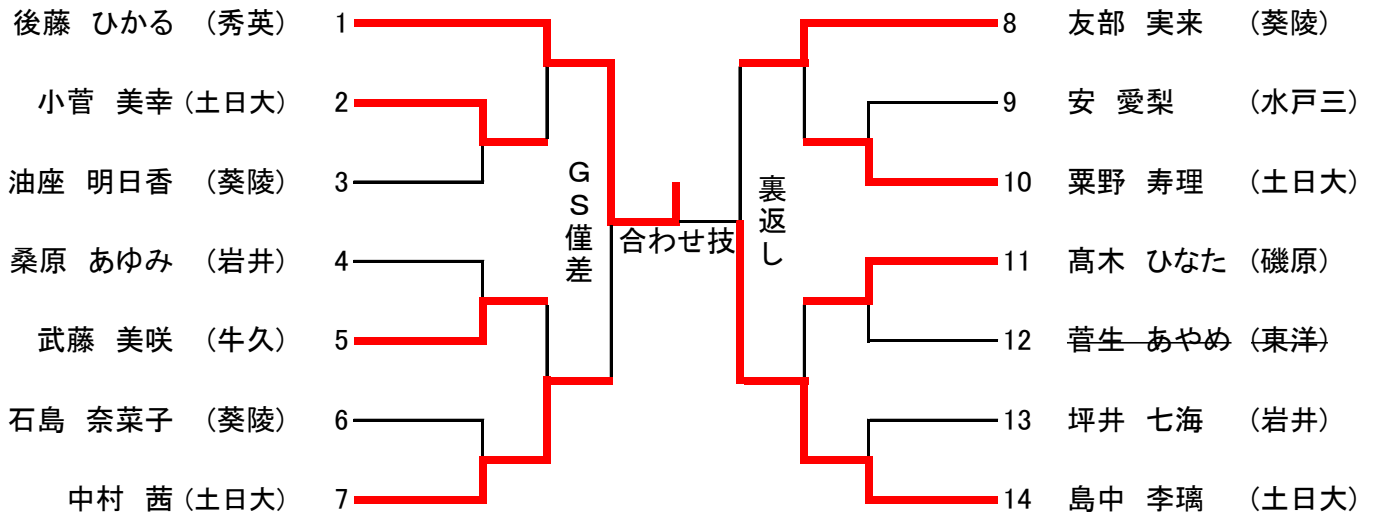 後藤 ひかる (秀英) 1
小菅 美幸 (土日大) 2
油座 明日香 (葵陵) 3
桑原 あゆみ (岩井) 4
武藤 美咲 (牛久) 5
石島 奈菜子 (葵陵) 6
中村 茜 (土日大) 7
GS僅差
合わせ技
裏返し
8 友部 実来 (葵陵)
9 安 愛梨 (水戸三)
10 粟野 寿理 (土日大)
11 髙木 ひなた (磯原)
12 菅生 あやめ (東洋)
13 坪井 七海 (岩井)
14 島中 李璃 (土日大)